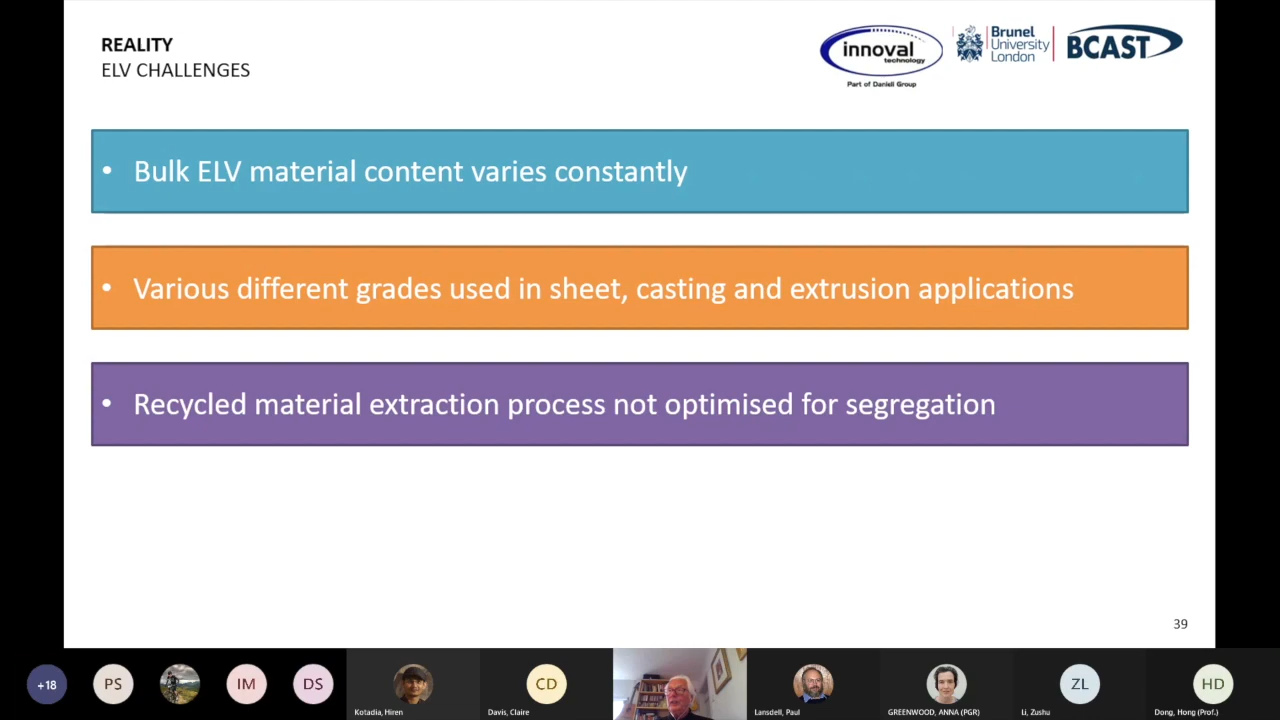 REALITY
ELV CHALLENGES
innoval
technology
Part of Danieli Group
Brunel
University
London
BCAST
• Bulk ELV material content varies constantly
• Various different grades used in sheet, casting and extrusion applications
• Recycled material extraction process not optimised for segregation
39
+18
PS
IM
DS
CD
ZL
HD
Kotadia, Hiren
Davis, Claire
Lansdell, Paul
GREENWOOD, ANNA (PGR)
Li, Zushu
Dong, Hong (Prof.)